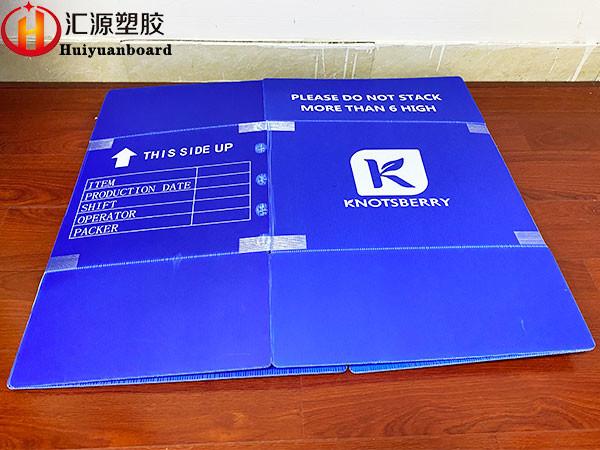 汇源塑胶
Huiyuanboard
PLEASE DO NOT STACK
MORE THAN 6 HIGH
THIS SIDE UP
ITEM
PRODUCTION DATE
SHIFT
OPERATOR
PACKER
K
KNOTSBERRY